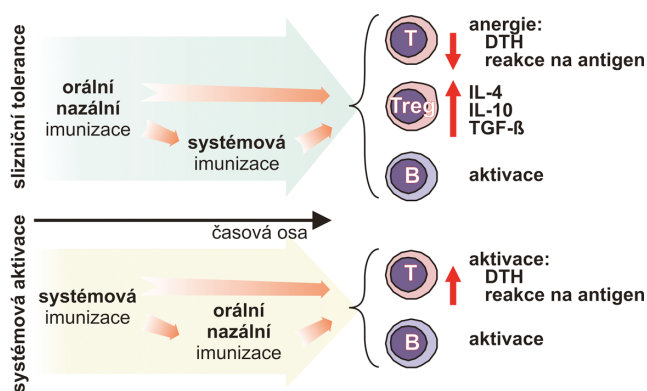 slizniční tolerance
orální
nazální
imunizace
systémová
imunizace
T
anergie:
DTH
reakce na antigen
Treg
IL-4
IL-10
TGF-ß
B
aktivace
časová osa
systémová aktivace
systémová
imunizace
orální
nazální
imunizace
T
aktivace:
DTH
reakce na antigen
B
aktivace